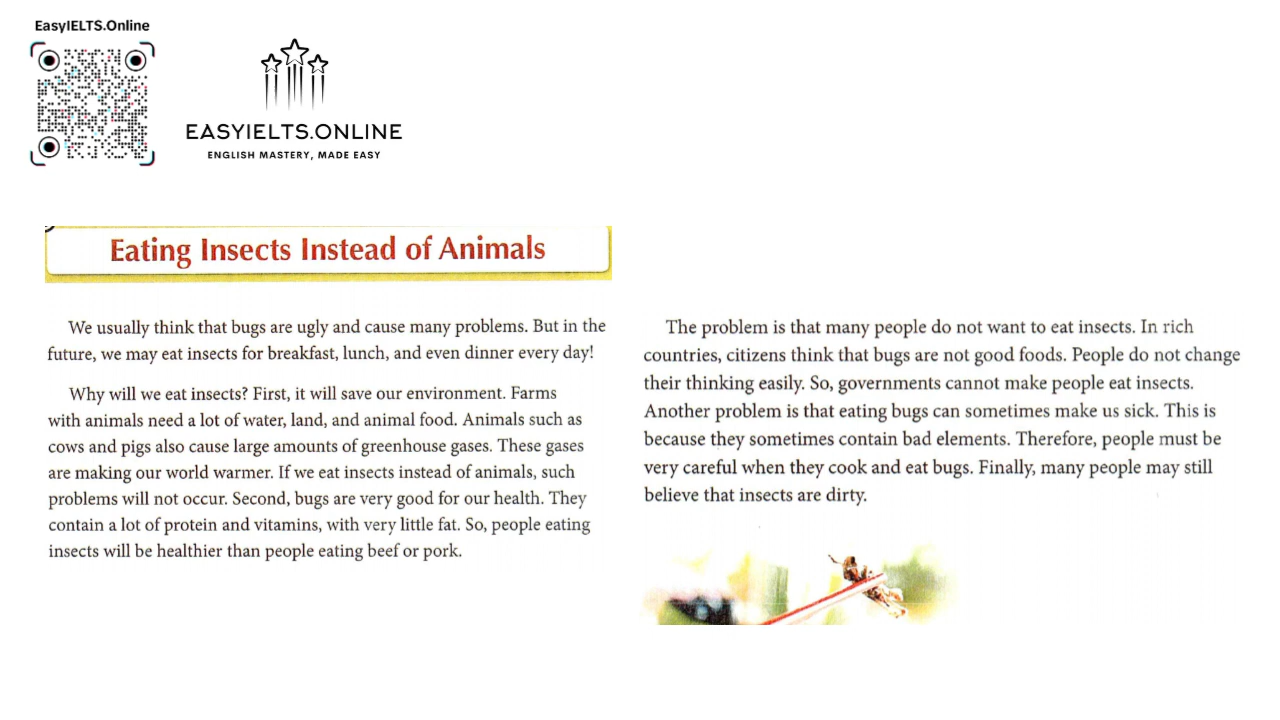 EasyIELTS.Online
EASYIELTS.ONLINE
ENGLISH MASTERY, MADE EASY
Eating Insects Instead of Animals
We usually think that bugs are ugly and cause many problems. But in the
future, we may eat insects for breakfast, lunch, and even dinner every day!
Why will we eat insects? First, it will save our environment. Farms
with animals need a lot of water, land, and animal food. Animals such as
cows and pigs also cause large amounts of greenhouse gases. These gases
are making our world warmer. If we eat insects instead of animals, such
problems will not occur. Second, bugs are very good for our health. They
contain a lot of protein and vitamins, with very little fat. So, people eating
insects will be healthier than people eating beef or pork.
The problem is that many people do not want to eat insects. In rich
countries, citizens think that bugs are not good foods. People do not change
their thinking easily. So, governments cannot make people eat insects.
Another problem is that eating bugs can sometimes make us sick. This is
because they sometimes contain bad elements. Therefore, people must be
very careful when they cook and eat bugs. Finally, many people may still
believe that insects are dirty.